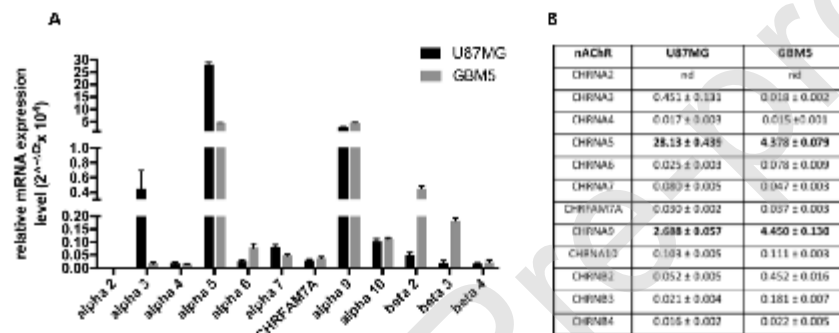 A
relative mRNA expression
level (2^-ΔCt x 10⁴)
30
25
20
15
10
5
1.0
0.8
0.6
0.4
0.20
0.15
0.10
0.05
0.00
U87MG
GBM5
alpha 2
alpha 3
alpha 4
alpha 5
alpha 6
alpha 7
CHRFAM7A
alpha 9
alpha 10
beta 2
beta 3
beta 4
B
nAChR U87MG GBM5
CHRNA2 nd nd
CHRNA3 0.451 ± 0.131 0.018 ± 0.002
CHRNA4 0.017 ± 0.003 0.015 ±0.001
CHRNA5 28.13 ± 0.436 4.378 ± 0.079
CHRNA6 0.025 ± 0.003 0.078 ± 0.009
CHRNA7 0.080 ± 0.005 0.047 ± 0.003
CHRFAM7A 0.030 ± 0.002 0.037 ± 0.003
CHRNA9 2.688 ± 0.057 4.450 ± 0.130
CHRNA10 0.103 ± 0.005 0.111 ± 0.003
CHRNB2 0.052 ± 0.005 0.452 ± 0.016
CHRNB3 0.021 ± 0.004 0.181 ± 0.007
CHRNB4 0.016 ± 0.002 0.022 ± 0.005
Pre-pro